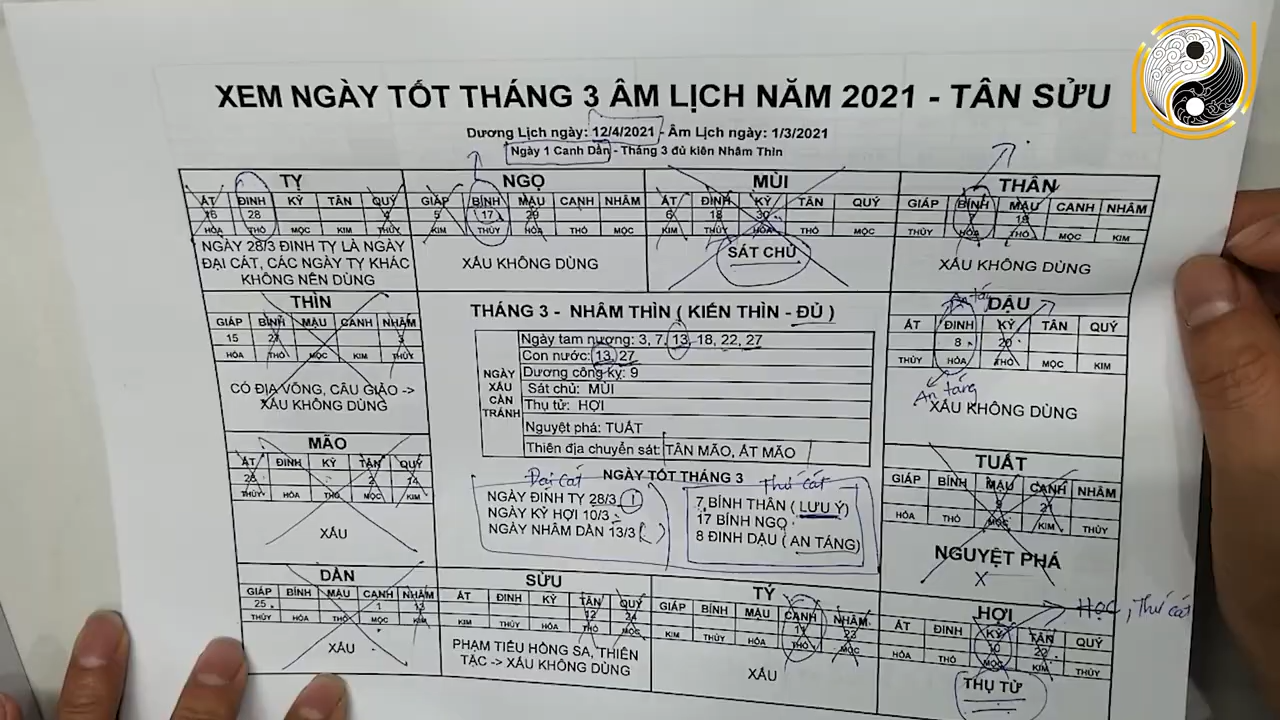 XEM NGÀY TỐT THÁNG 3 ÂM LỊCH NĂM 2021 - TÂN SỬU
Dương Lịch ngày: 12/4/2021 - Âm Lịch ngày: 1/3/2021
Ngày 1 Canh Dần - Tháng 3 đủ kiên Nhâm Thìn
TỴ
ẤT ĐINH KỶ TÂN QUÝ
16 28 4
HỎA THỔ MỘC KIM THỦY
NGÀY 28/3 ĐINH TỴ LÀ NGÀY
ĐẠI CÁT, CÁC NGÀY TỴ KHÁC
KHÔNG NÊN DÙNG
NGỌ
GIÁP BÍNH MẬU CANH NHÂM
5 17 29
KIM THỦY HỎA THỔ MỘC
XẤU KHÔNG DÙNG
MÙI
ẤT ĐINH KỶ TÂN QUÝ
6 18 30
KIM THỦY HỎA THỔ MỘC
SÁT CHỦ
THÂN
GIÁP BÍNH MẬU CANH NHÂM
7 19
THỦY HỎA THỔ MỘC KIM
XẤU KHÔNG DÙNG
THÌN
GIÁP BÍNH MẬU CANH NHÂM
15 27 3
HỎA THỔ MỘC KIM THỦY
CÓ ĐỊA VÕNG, CÂU GIẢO ->
XẤU KHÔNG DÙNG
THÁNG 3 - NHÂM THÌN ( KIẾN THÌN - ĐỦ )
NGÀY XẤU CẦN TRÁNH
Ngày tam nương: 3, 7, 13, 18, 22, 27
Con nước: 13, 27
Dương công kỵ: 9
Sát chủ: MÙI
Thụ tử: HỢI
Nguyệt phá: TUẤT
Thiên địa chuyển sát: TÂN MÃO, ẤT MÃO
An táng
DẬU
ẤT ĐINH KỶ TÂN QUÝ
8 20
THỦY HỎA THỔ MỘC KIM
An táng
XẤU KHÔNG DÙNG
MÃO
ẤT ĐINH KỶ TÂN QUÝ
26 2 14
THỦY HỎA THỔ MỘC KIM
XẤU
NGÀY TỐT THÁNG 3
Đại cát
NGÀY ĐINH TỴ 28/3
NGÀY KỶ HỢI 10/3
NGÀY NHÂM DẦN 13/3
Thứ cát
7 BÍNH THÂN ( LƯU Ý)
17 BÍNH NGỌ
8 ĐINH DẬU ( AN TÁNG)
TUẤT
GIÁP BÍNH MẬU CANH NHÂM
9 21
HỎA THỔ MỘC KIM THỦY
NGUYỆT PHÁ
X
DẦN
GIÁP BÍNH MẬU CANH NHÂM
25 1 13
THỦY HỎA THỔ MỘC KIM
XẤU
SỬU
ẤT ĐINH KỶ TÂN QUÝ
12 24
KIM THỦY HỎA THỔ MỘC
PHẠM TIỂU HỒNG SA, THIÊN
TẶC -> XẤU KHÔNG DÙNG
TÝ
GIÁP BÍNH MẬU CANH NHÂM
11 23
KIM THỦY HỎA THỔ MỘC
XẤU
HỢI
Học, Thứ cát
ẤT ĐINH KỶ TÂN QUÝ
10 22
HỎA THỔ MỘC KIM THỦY
THỤ TỬ